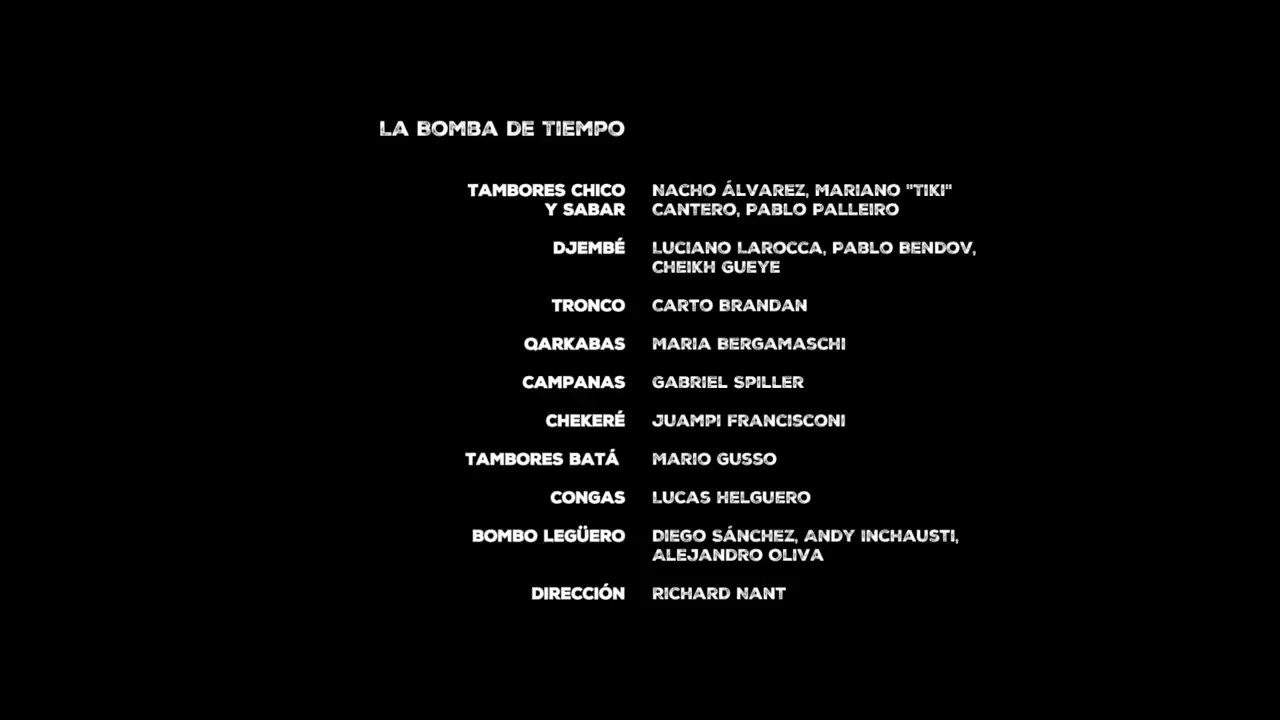 LA BOMBA DE TIEMPO
TAMBORES CHICO NACHO ÁLVAREZ, MARIANO "TIKI"
Y SABAR CANTERO, PABLO PALLEIRO
DJEMBÉ LUCIANO LAROCCA, PABLO BENDOV,
CHEIKH GUEYE
TRONCO CARTO BRANDAN
QARKABAS MARIA BERGAMASCHI
CAMPANAS GABRIEL SPILLER
CHEKERÉ JUAMPI FRANCISCONI
TAMBORES BATÁ MARIO GUSSO
CONGAS LUCAS HELGUERO
BOMBO LEGÜERO DIEGO SÁNCHEZ, ANDY INCHAUSTI,
ALEJANDRO OLIVA
DIRECCIÓN RICHARD NANT